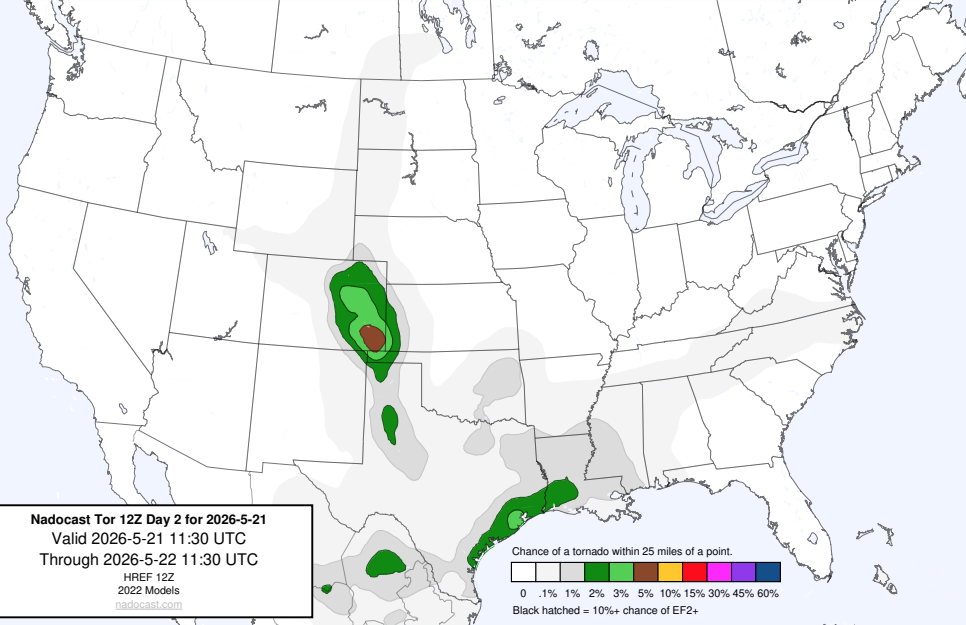 Nadocast Tor 12Z Day 2 for 2026-5-21
Valid 2026-5-21 11:30 UTC
Through 2026-5-22 11:30 UTC
HREF 12Z
2022 Models
nadocast.com
Chance of a tornado within 25 miles of a point.
0 .1% 1% 2% 3% 5% 10% 15% 30% 45% 60%
Black hatched = 10%+ chance of EF2+